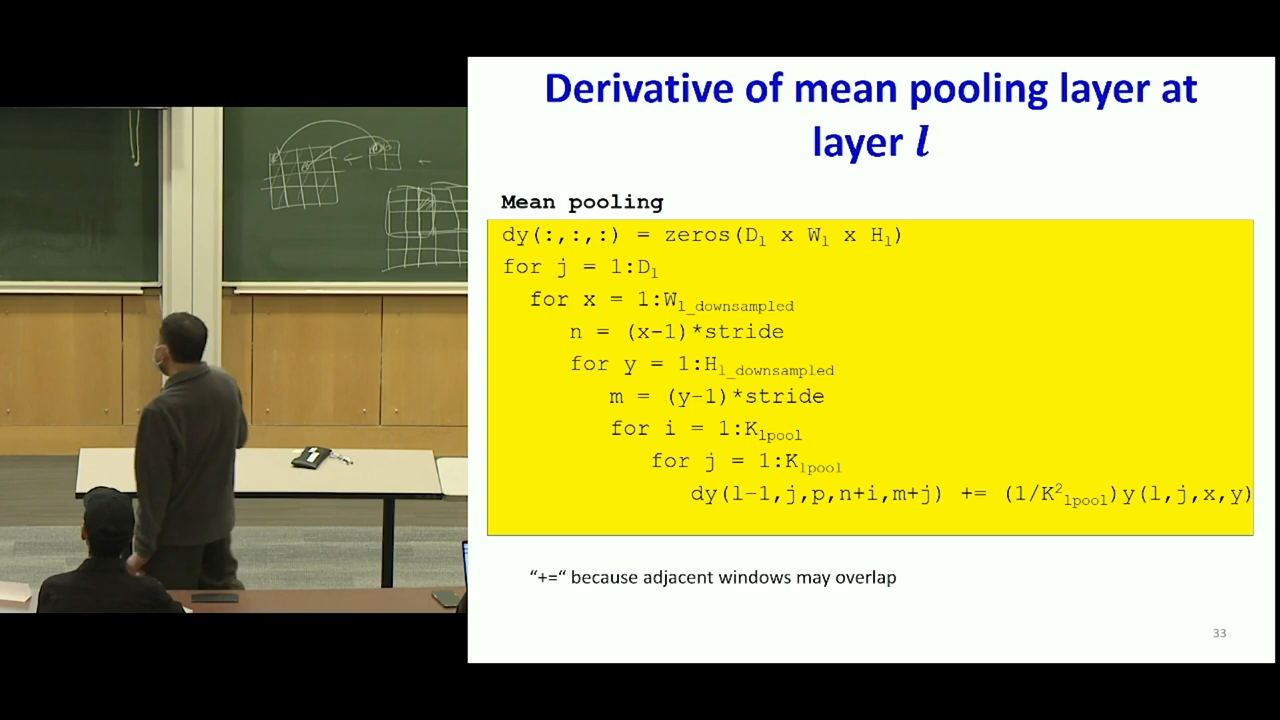 Derivative of mean pooling layer at
layer l
Mean pooling
dy(:,:,:) = zeros(D_l x W_l x H_l)
for j = 1:D_l
for x = 1:W_l_downsampled
n = (x-1)*stride
for y = 1:H_l_downsampled
m = (y-1)*stride
for i = 1:K_lpool
for j = 1:K_lpool
dy(l-1,j,p,n+i,m+j) += (1/K²_lpool)y(l,j,x,y)
“+=“ because adjacent windows may overlap
33